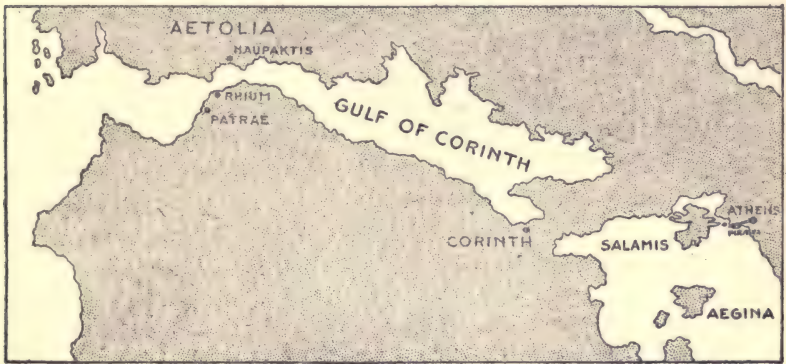 AETOLIA
NAUPAKTIS
RHIUM
PATRAE
GULF OF CORINTH
CORINTH
ATHENS
SALAMIS
AEGINA